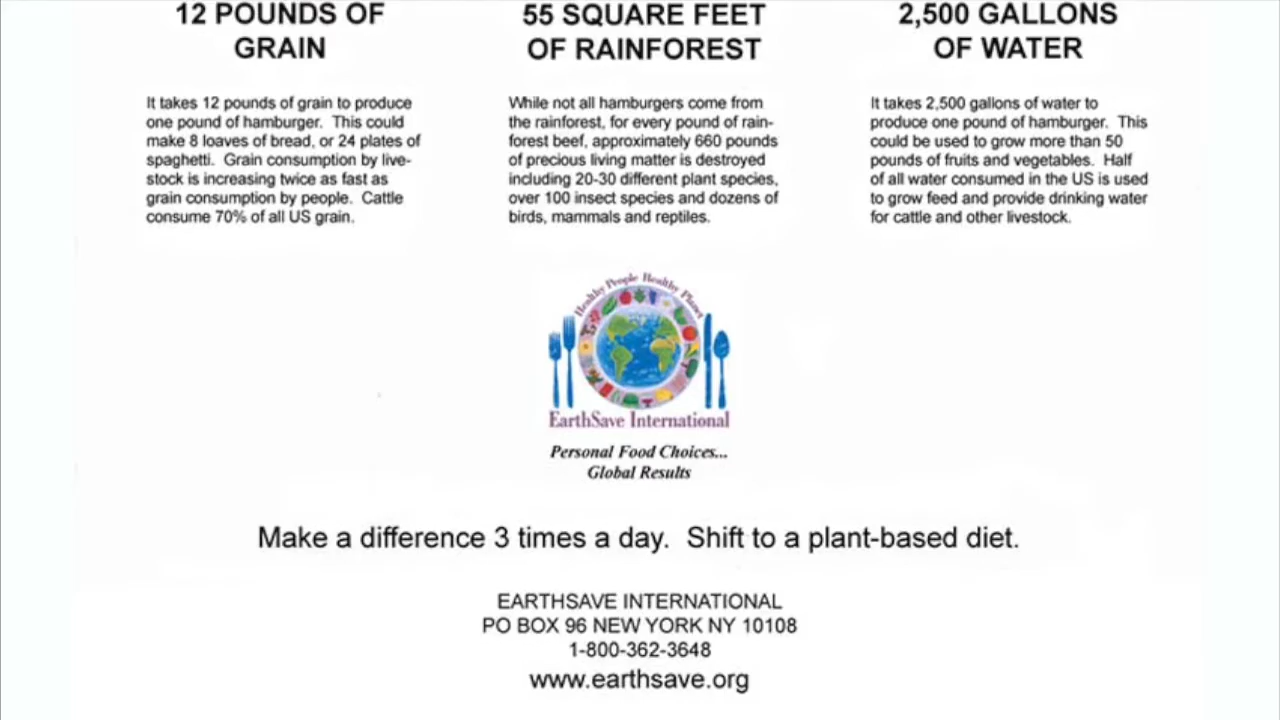 12 POUNDS OF
GRAIN
It takes 12 pounds of grain to produce
one pound of hamburger.  This could
make 8 loaves of bread, or 24 plates of
spaghetti.  Grain consumption by live-
stock is increasing twice as fast as
grain consumption by people.  Cattle
consume 70% of all US grain.
55 SQUARE FEET
OF RAINFOREST
While not all hamburgers come from
the rainforest, for every pound of rain-
forest beef, approximately 660 pounds
of precious living matter is destroyed
including 20-30 different plant species,
over 100 insect species and dozens of
birds, mammals and reptiles.
2,500 GALLONS
OF WATER
It takes 2,500 gallons of water to
produce one pound of hamburger.  This
could be used to grow more than 50
pounds of fruits and vegetables.  Half
of all water consumed in the US is used
to grow feed and provide drinking water
for cattle and other livestock.
Healthy People Healthy Planet
EarthSave International
Personal Food Choices...
Global Results
Make a difference 3 times a day.  Shift to a plant-based diet.
EARTHSAVE INTERNATIONAL
PO BOX 96 NEW YORK NY 10108
1-800-362-3648
www.earthsave.org